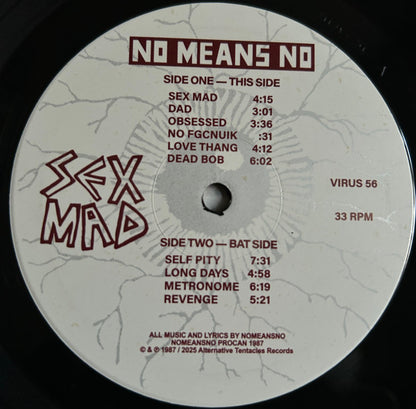 NO MEANS NO
SIDE ONE — THIS SIDE
SEX MAD 4:15
DAD 3:01
OBSESSED 3:36
NO FGCNUIK :31
LOVE THANG 4:12
DEAD BOB 6:02
SEX
MAD
VIRUS 56
33 RPM
SIDE TWO — BAT SIDE
SELF PITY 7:31
LONG DAYS 4:58
METRONOME 6:19
REVENGE 5:21
ALL MUSIC AND LYRICS BY NOMEANSNO
NOMEANSNO PROCAN 1987
© & ℗ 1987 / 2025 Alternative Tentacles Records